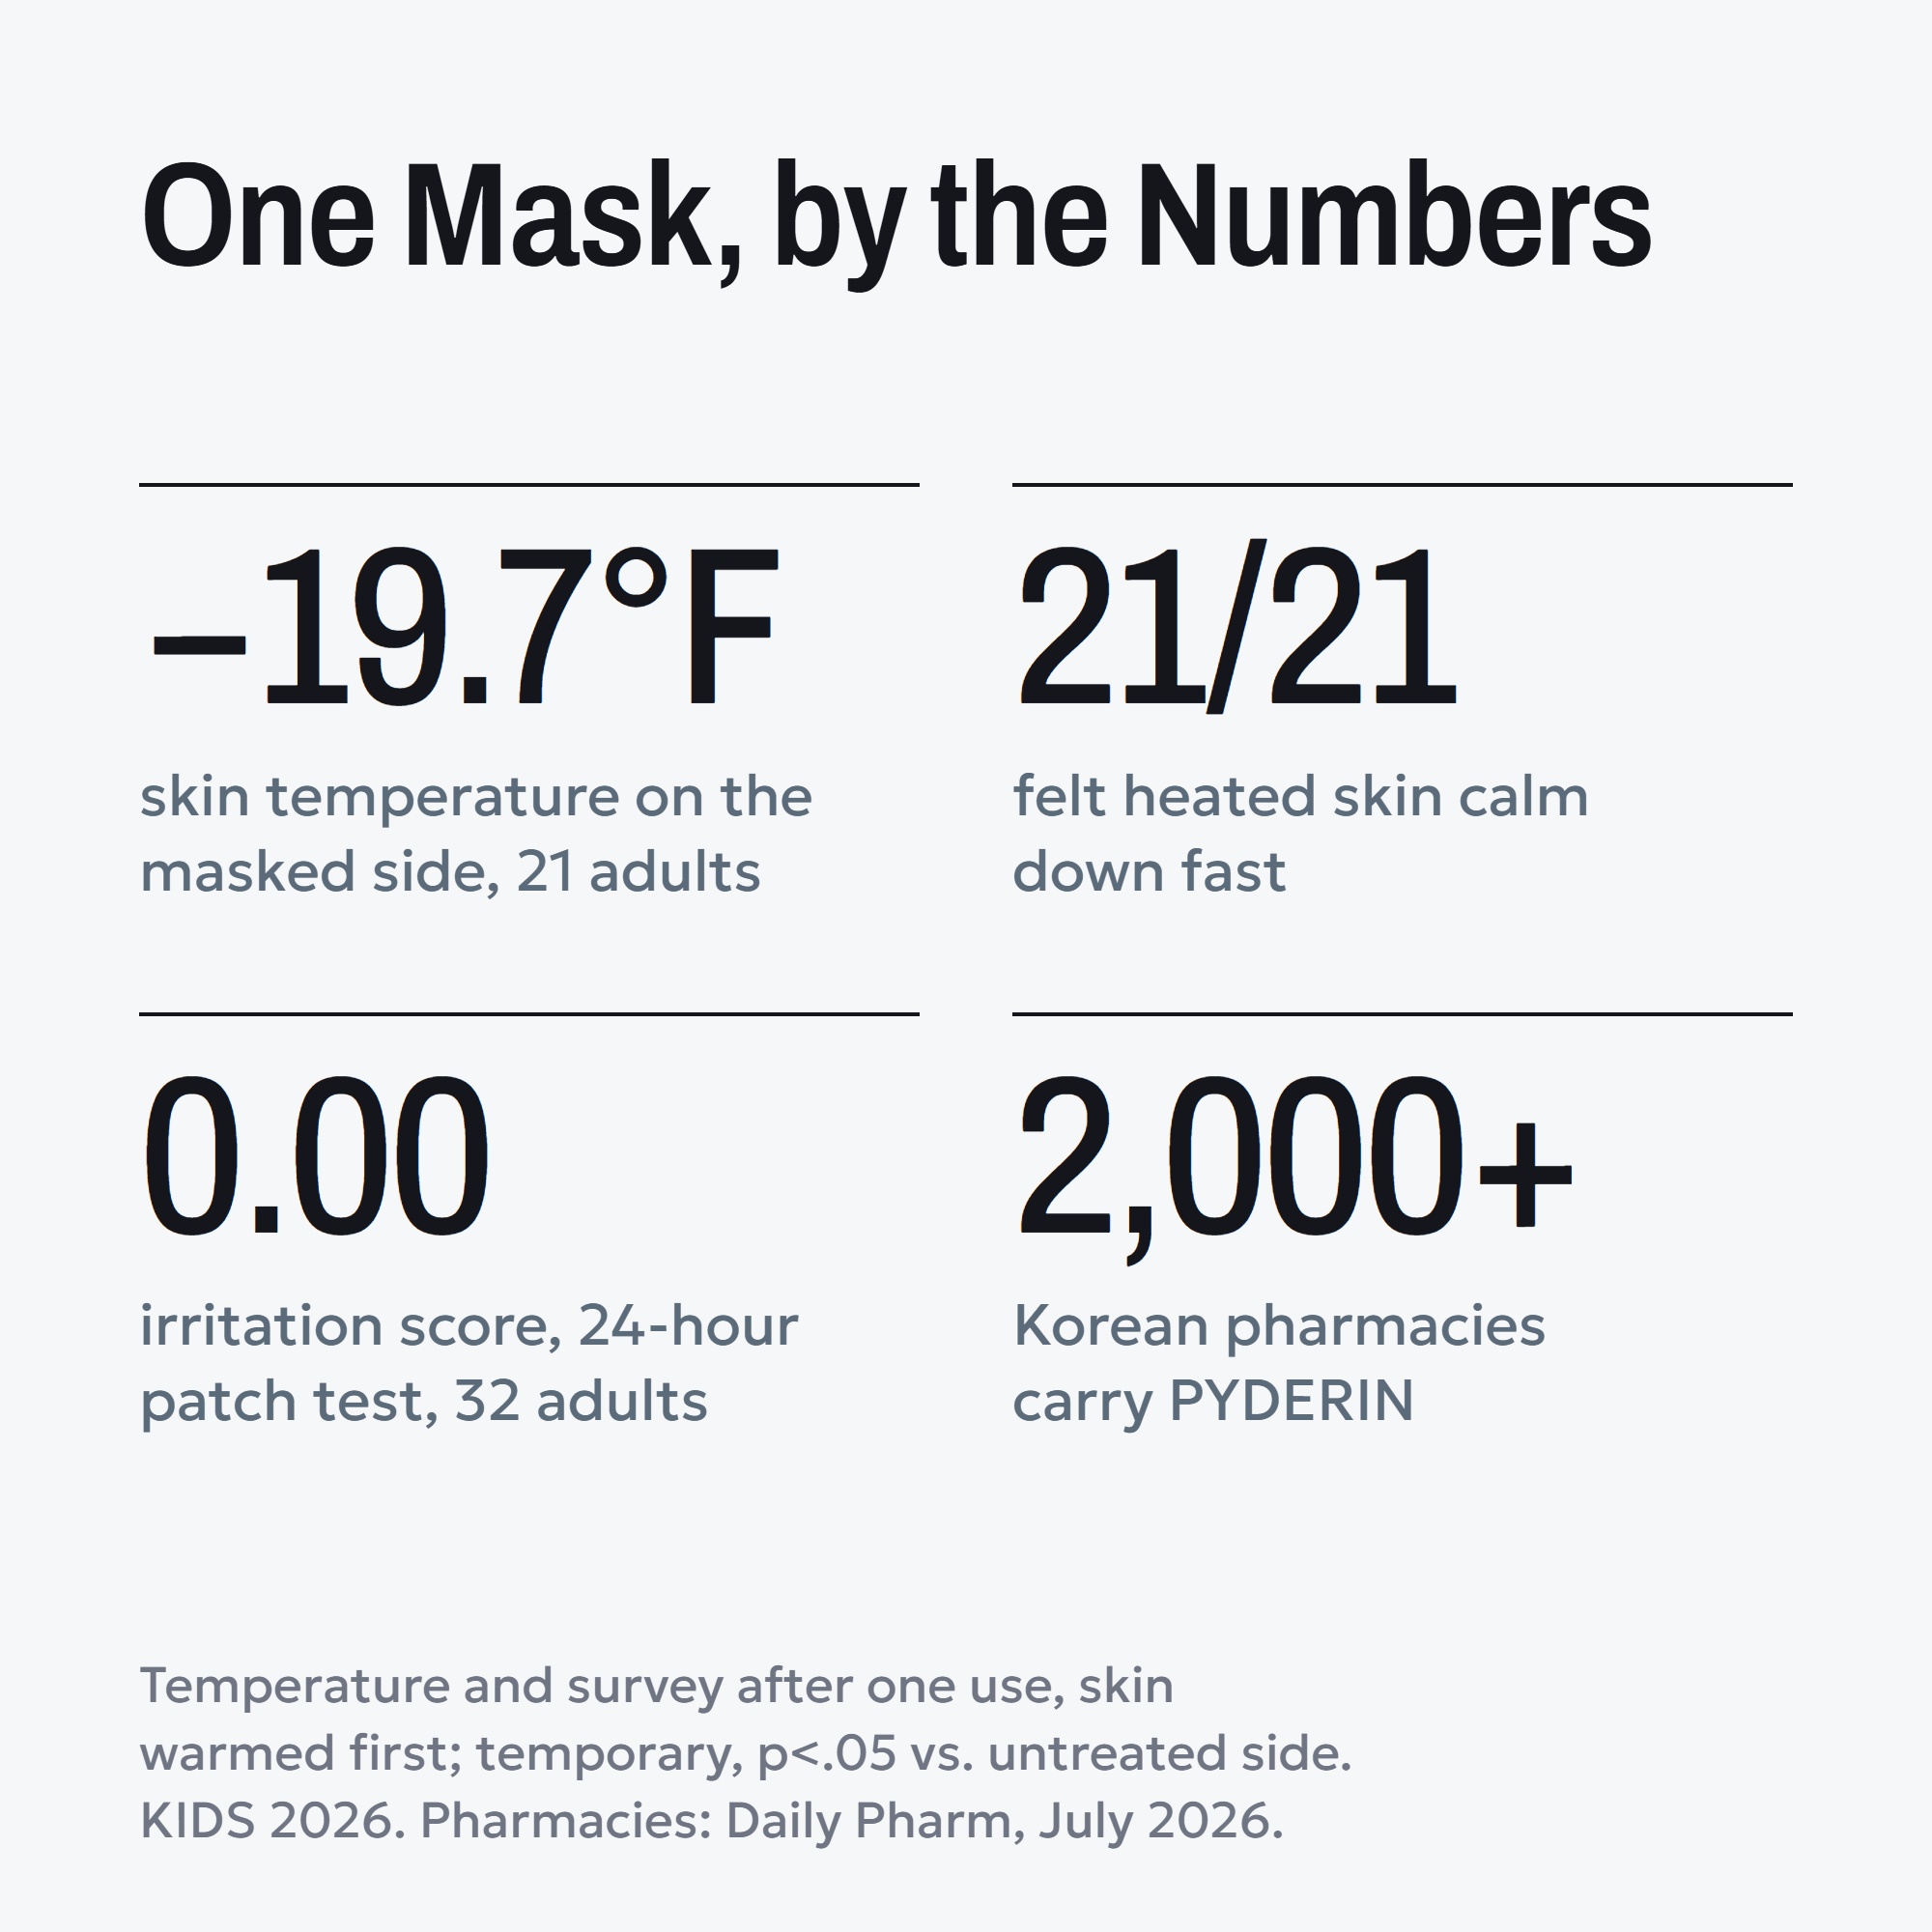 One Mask, by the Numbers
–19.7°F
skin temperature on the
masked side, 21 adults
21/21
felt heated skin calm
down fast
0.00
irritation score, 24-hour
patch test, 32 adults
2,000+
Korean pharmacies
carry PYDERIN
Temperature and survey after one use, skin
warmed first; temporary, p<.05 vs. untreated side.
KIDS 2026. Pharmacies: Daily Pharm, July 2026.